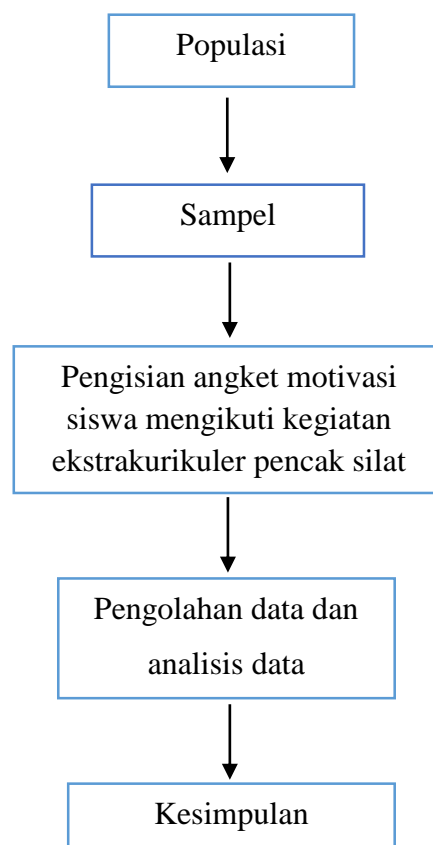 Populasi
Sampel
Pengisian angket motivasi
siswa mengikuti kegiatan
ekstrakurikuler pencak silat
Pengolahan data dan
analisis data
Kesimpulan